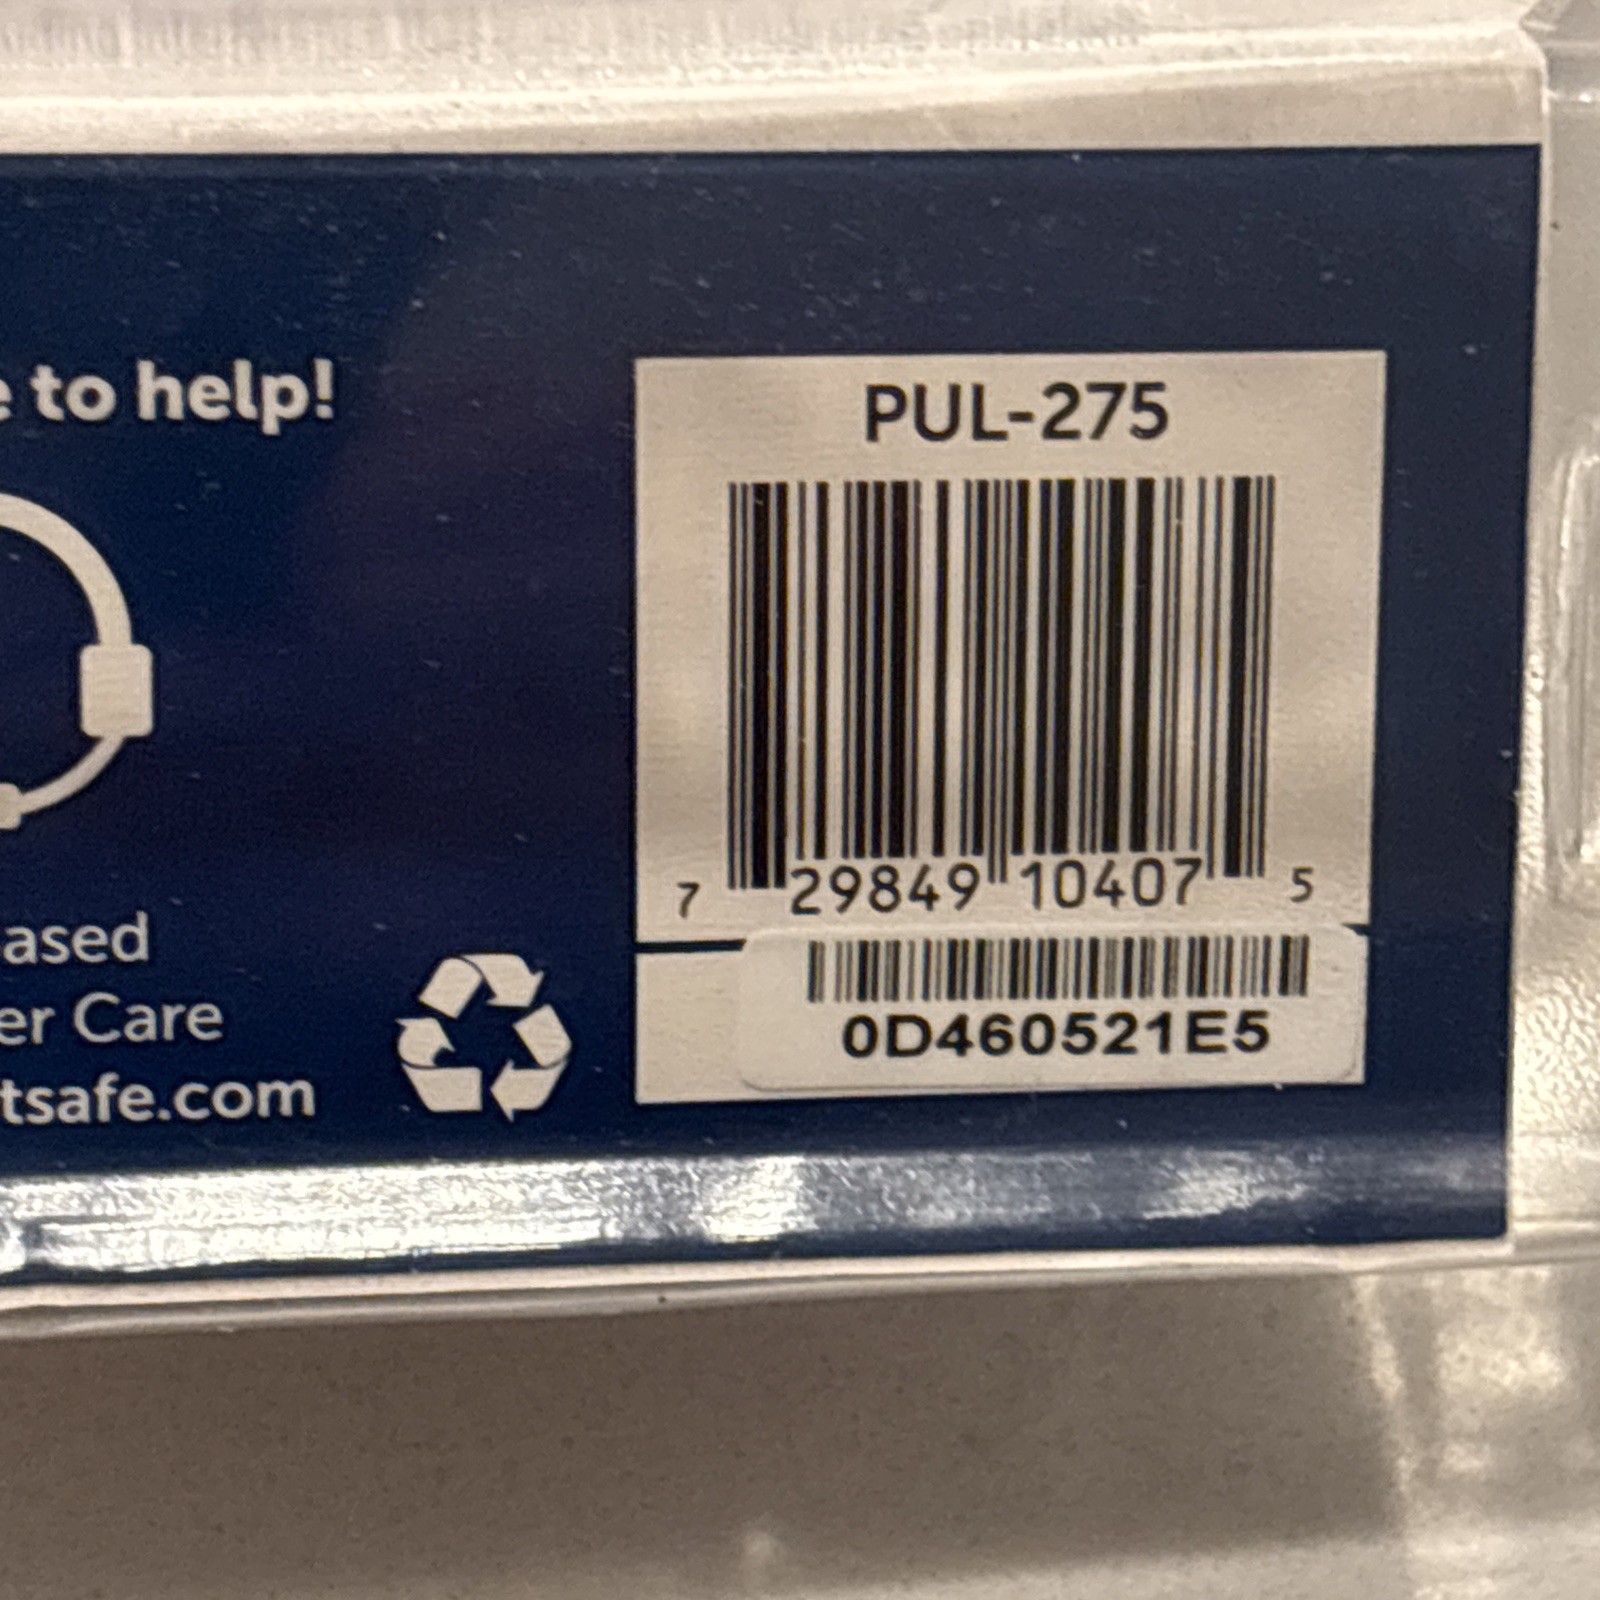 e to help!
ased
er Care
tsafe.com
PUL-275
7 29849 10407 5
0D460521E5